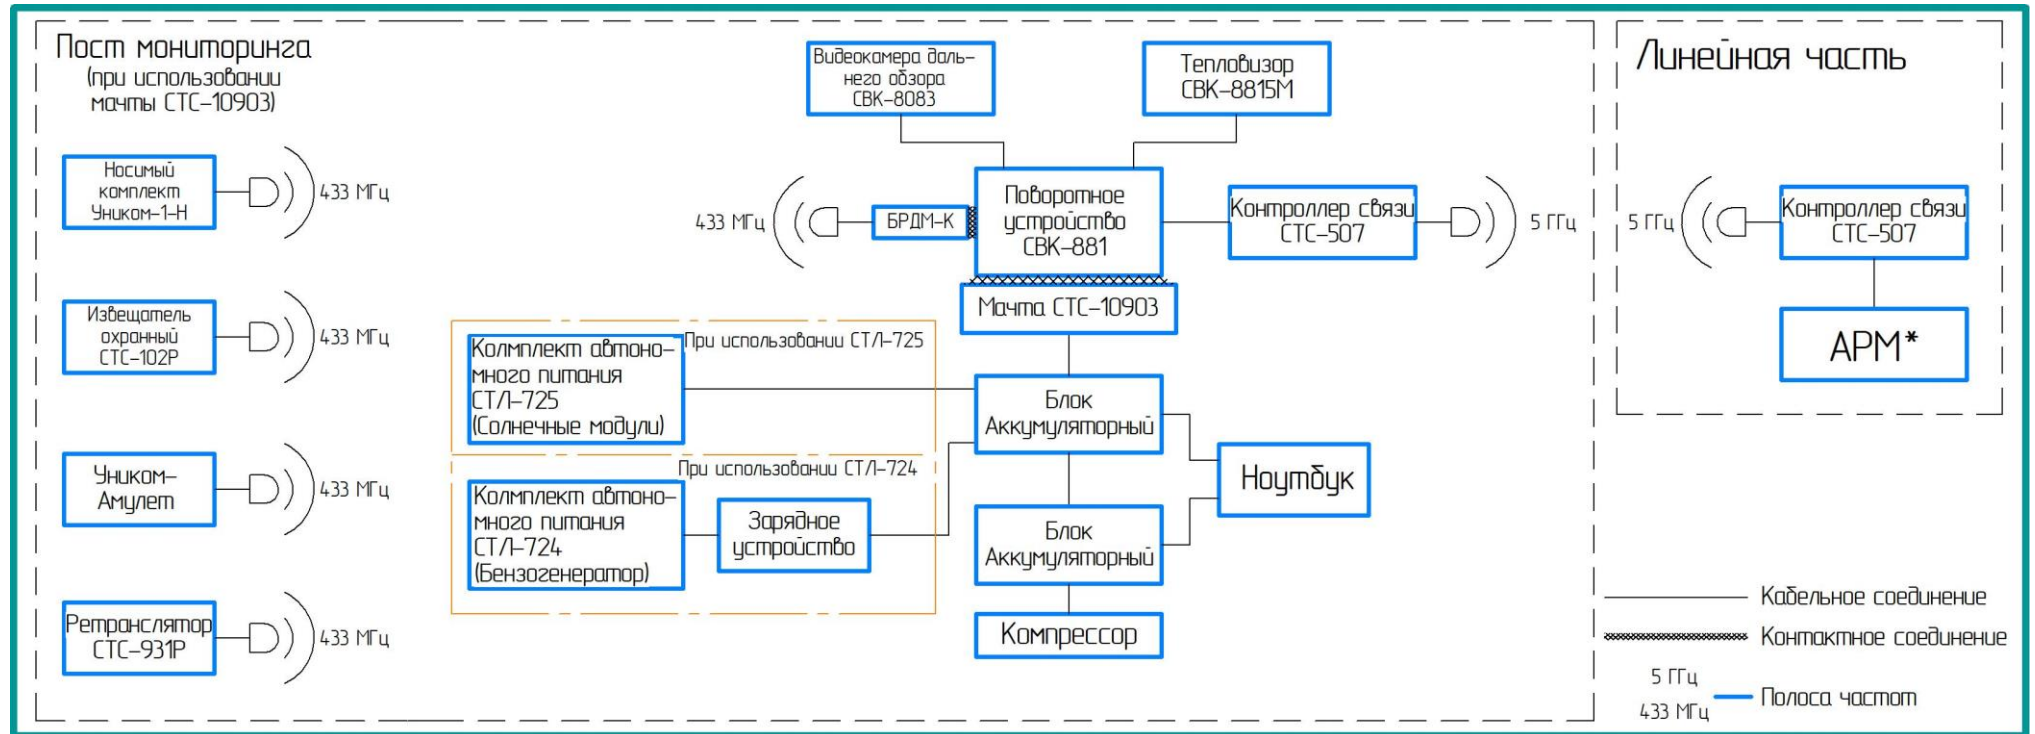 Пост мониторинга
(при использовании
мачты СТС-10903)
Носимый
комплект
Уником-1-Н
433 МГц
Извещатель
охранный
СТС-102Р
433 МГц
Уником-
Амулет
433 МГц
Ретранслятор
СТС-931Р
433 МГц
Видеокамера даль-
него обзора
СВК-8083
Тепловизор
СВК-8815М
433 МГц
БРДМ-К
Поворотное
устройство
СВК-881
Контроллер связи
СТС-507
5 ГГц
Мачта СТС-10903
При использовании СТЛ-725
Колмплект автоно-
много питания
СТЛ-725
(Солнечные модули)
Блок
Аккумуляторный
При использовании СТЛ-724
Колмплект автоно-
много питания
СТЛ-724
(Бензогенератор)
Зарядное
устройство
Блок
Аккумуляторный
Ноутбук
Компрессор
Линейная часть
5 ГГц
Контроллер связи
СТС-507
АРМ*
Кабельное соединение
Контактное соединение
5 ГГц
433 МГц
Полоса частот